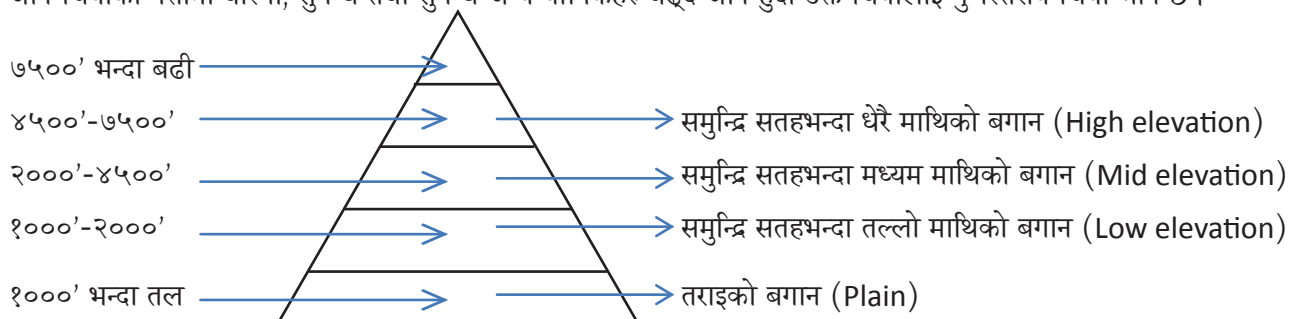 ७५००’ भन्दा बढी
४५००’-७५००’ समुन्द्रि सतहभन्दा धेरै माथिको बगान (High elevation)
२०००’-४५००’ समुन्द्रि सतहभन्दा मध्यम माथिको बगान (Mid elevation)
१०००’-२०००’ समुन्द्रि सतहभन्दा तल्लो माथिको बगान (Low elevation)
१०००’ भन्दा तल तराइको बगान (Plain)